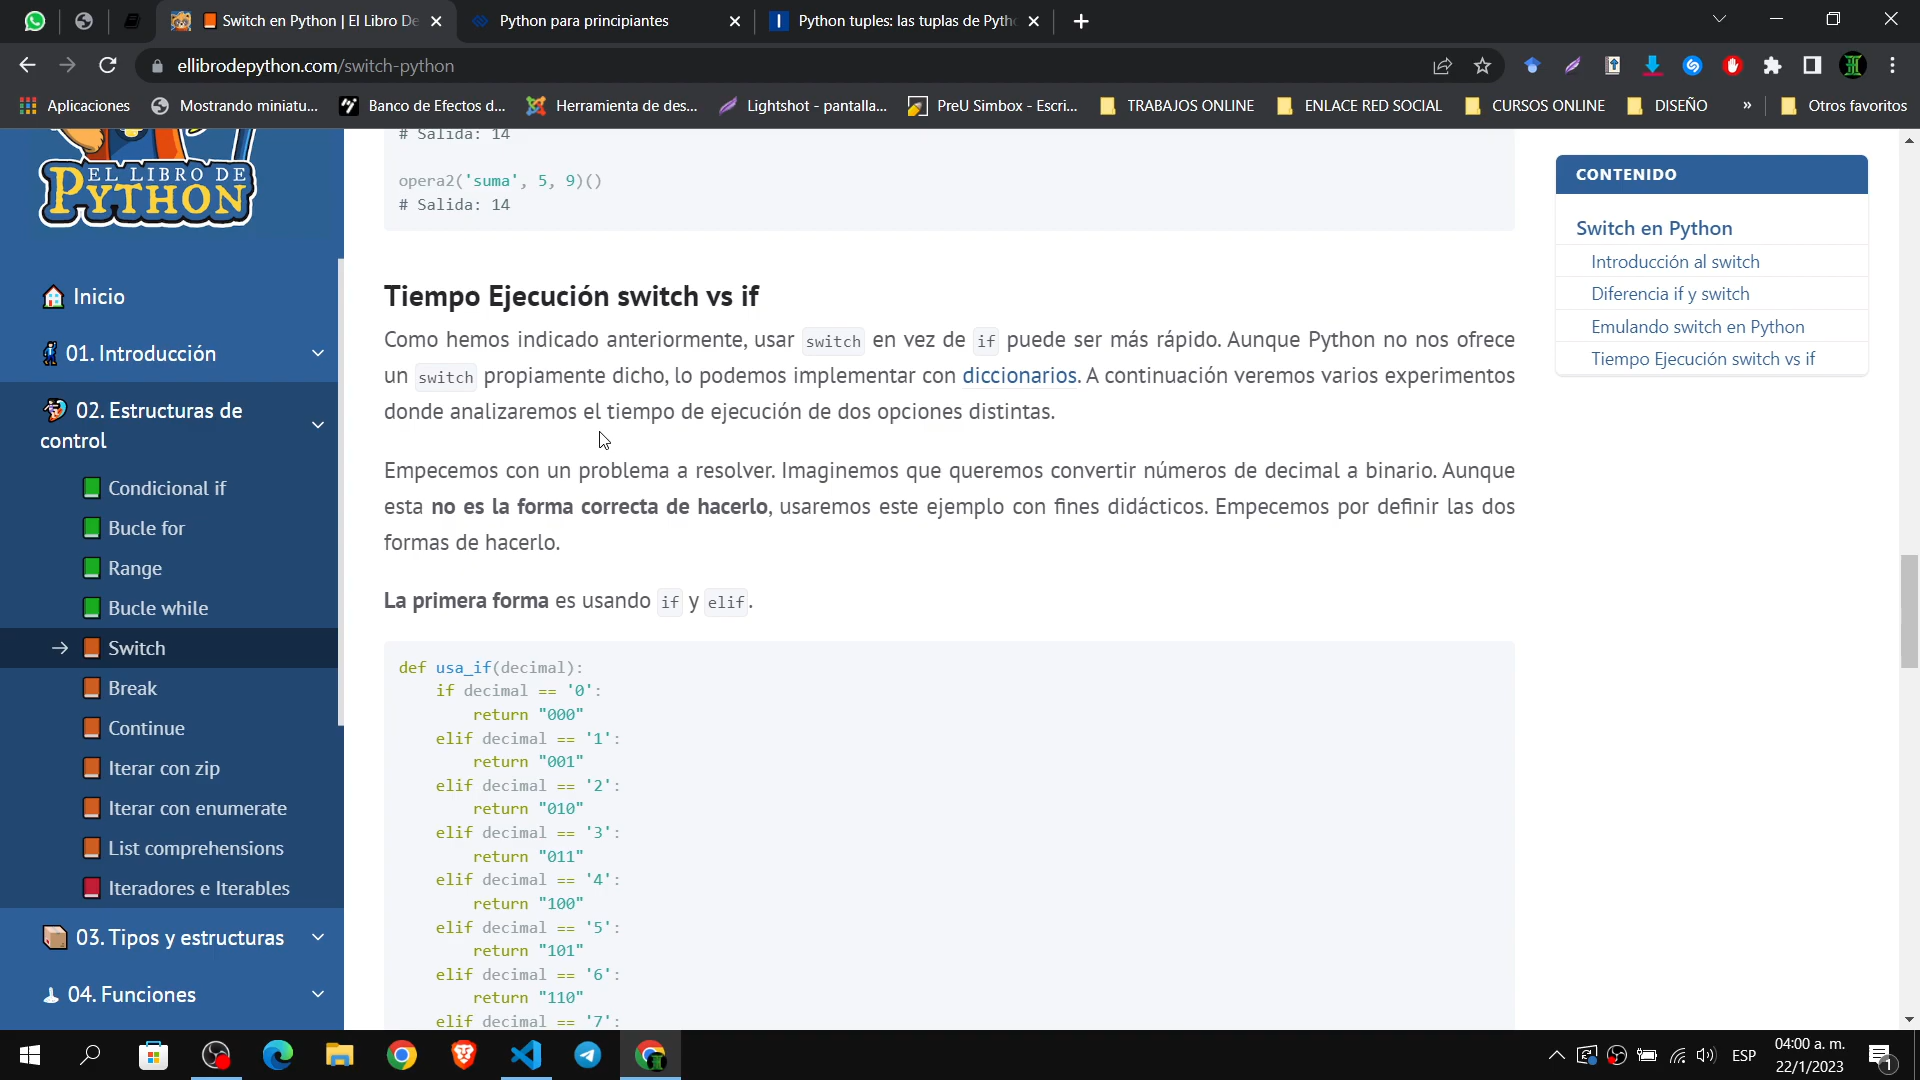 Switch en Python | El Libro De
Python para principiantes
Python tuples: las tuplas de Pyth
ellibrodepython.com/switch-python
Aplicaciones
Mostrando miniatu...
Banco de Efectos d...
Herramienta de des...
Lightshot - pantalla...
PreU Simbox - Escri...
TRABAJOS ONLINE
ENLACE RED SOCIAL
CURSOS ONLINE
DISEÑO
»
Otros favoritos
EL LIBRO DE
PYTHON
Inicio
01. Introducción
02. Estructuras de
control
Condicional if
Bucle for
Range
Bucle while
→ Switch
Break
Continue
Iterar con zip
Iterar con enumerate
List comprehensions
Iteradores e Iterables
03. Tipos y estructuras
04. Funciones
# Salida: 14
opera2('suma', 5, 9)()
# Salida: 14
Tiempo Ejecución switch vs if
Como hemos indicado anteriormente, usar switch en vez de if puede ser más rápido. Aunque Python no nos ofrece
un switch propiamente dicho, lo podemos implementar con diccionarios. A continuación veremos varios experimentos
donde analizaremos el tiempo de ejecución de dos opciones distintas.
Empecemos con un problema a resolver. Imaginemos que queremos convertir números de decimal a binario. Aunque
esta no es la forma correcta de hacerlo, usaremos este ejemplo con fines didácticos. Empecemos por definir las dos
formas de hacerlo.
La primera forma es usando if y elif.
def usa_if(decimal):
if decimal == '0':
return "000"
elif decimal == '1':
return "001"
elif decimal == '2':
return "010"
elif decimal == '3':
return "011"
elif decimal == '4':
return "100"
elif decimal == '5':
return "101"
elif decimal == '6':
return "110"
elif decimal == '7':
CONTENIDO
Switch en Python
Introducción al switch
Diferencia if y switch
Emulando switch en Python
Tiempo Ejecución switch vs if
ESP
04:00 a. m.
22/1/2023
1